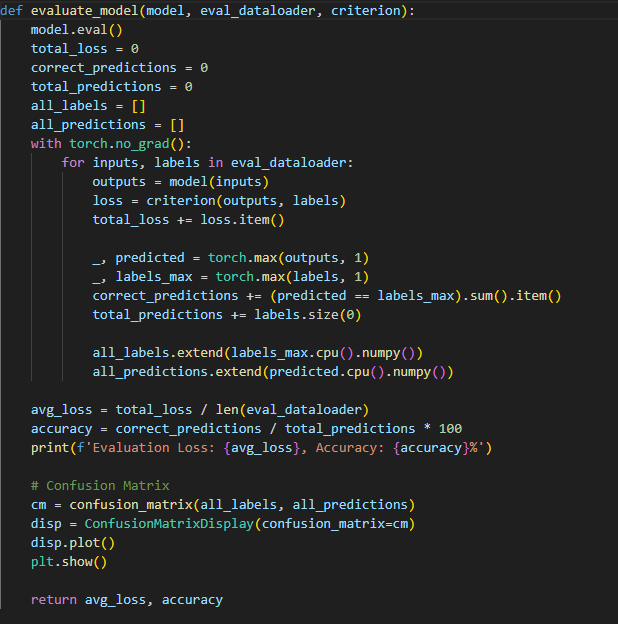 def evaluate_model(model, eval_dataloader, criterion):
    model.eval()
    total_loss = 0
    correct_predictions = 0
    total_predictions = 0
    all_labels = []
    all_predictions = []
    with torch.no_grad():
        for inputs, labels in eval_dataloader:
            outputs = model(inputs)
            loss = criterion(outputs, labels)
            total_loss += loss.item()

            _, predicted = torch.max(outputs, 1)
            _, labels_max = torch.max(labels, 1)
            correct_predictions += (predicted == labels_max).sum().item()
            total_predictions += labels.size(0)

            all_labels.extend(labels_max.cpu().numpy())
            all_predictions.extend(predicted.cpu().numpy())

    avg_loss = total_loss / len(eval_dataloader)
    accuracy = correct_predictions / total_predictions * 100
    print(f'Evaluation Loss: {avg_loss}, Accuracy: {accuracy}%')

    # Confusion Matrix
    cm = confusion_matrix(all_labels, all_predictions)
    disp = ConfusionMatrixDisplay(confusion_matrix=cm)
    disp.plot()
    plt.show()

    return avg_loss, accuracy